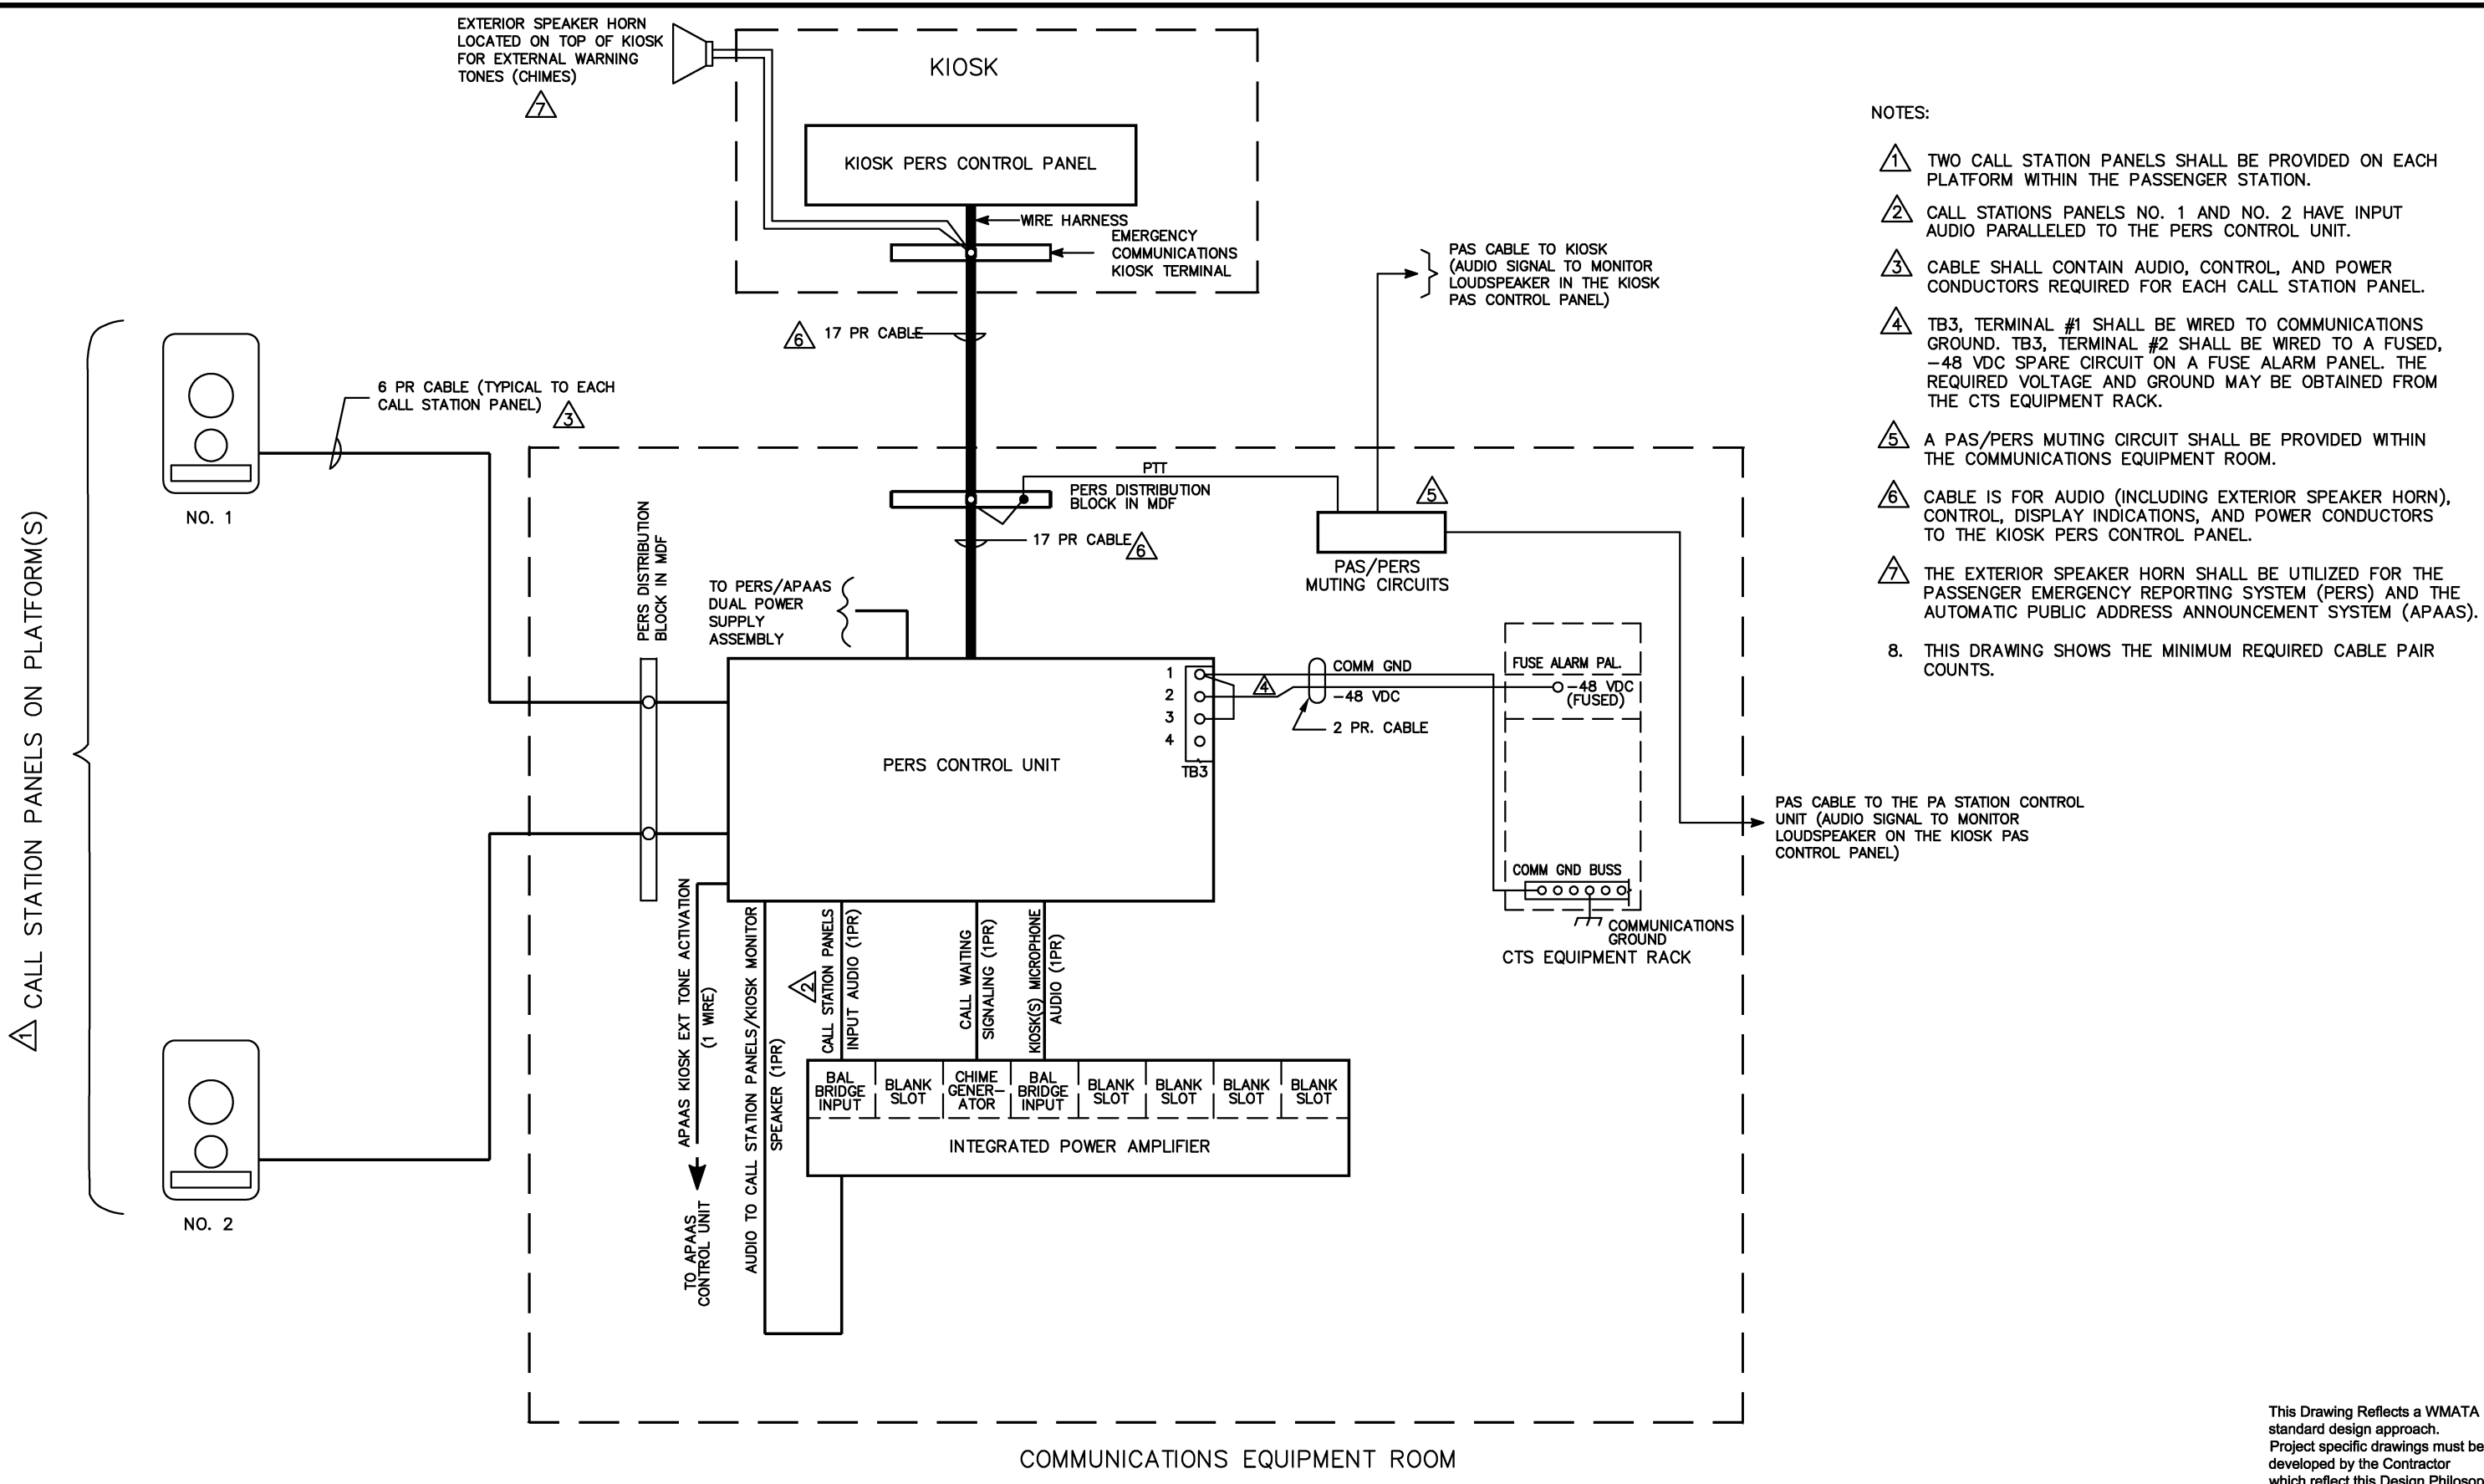 EXTERIOR SPEAKER HORN
LOCATED ON TOP OF KIOSK
FOR EXTERNAL WARNING
TONES (CHIMES)
7
KIOSK
KIOSK PERS CONTROL PANEL
WIRE HARNESS
EMERGENCY
COMMUNICATIONS
KIOSK TERMINAL
6 17 PR CABLE
PAS CABLE TO KIOSK
(AUDIO SIGNAL TO MONITOR
LOUDSPEAKER IN THE KIOSK
PAS CONTROL PANEL)
1 CALL STATION PANELS ON PLATFORM(S)
NO. 1
6 PR CABLE (TYPICAL TO EACH
CALL STATION PANEL) 3
NO. 2
PERS DISTRIBUTION
BLOCK IN MDF
PTT
PERS DISTRIBUTION
BLOCK IN MDF
17 PR CABLE 6
5
PAS/PERS
MUTING CIRCUITS
TO PERS/APAAS
DUAL POWER
SUPPLY
ASSEMBLY
PERS CONTROL UNIT
1
2
3
4
TB3
4
COMM GND
-48 VDC
2 PR. CABLE
FUSE ALARM PAL.
-48 VDC
(FUSED)
COMM GND BUSS
COMMUNICATIONS
GROUND
CTS EQUIPMENT RACK
PAS CABLE TO THE PA STATION CONTROL
UNIT (AUDIO SIGNAL TO MONITOR
LOUDSPEAKER ON THE KIOSK PAS
CONTROL PANEL)
APAAS KIOSK EXT TONE ACTIVATION
(1 WIRE)
TO APAAS
CONTROL UNIT
AUDIO TO CALL STATION PANELS/KIOSK MONITOR
SPEAKER (1PR)
2
CALL STATION PANELS
INPUT AUDIO (1PR)
CALL WAITING
SIGNALING (1PR)
KIOSK(S) MICROPHONE
AUDIO (1PR)
BAL
BRIDGE
INPUT
BLANK
SLOT
CHIME
GENER-
ATOR
BAL
BRIDGE
INPUT
BLANK
SLOT
BLANK
SLOT
BLANK
SLOT
BLANK
SLOT
INTEGRATED POWER AMPLIFIER
COMMUNICATIONS EQUIPMENT ROOM
NOTES:
1 TWO CALL STATION PANELS SHALL BE PROVIDED ON EACH
PLATFORM WITHIN THE PASSENGER STATION.
2 CALL STATIONS PANELS NO. 1 AND NO. 2 HAVE INPUT
AUDIO PARALLELED TO THE PERS CONTROL UNIT.
3 CABLE SHALL CONTAIN AUDIO, CONTROL, AND POWER
CONDUCTORS REQUIRED FOR EACH CALL STATION PANEL.
4 TB3, TERMINAL #1 SHALL BE WIRED TO COMMUNICATIONS
GROUND. TB3, TERMINAL #2 SHALL BE WIRED TO A FUSED,
-48 VDC SPARE CIRCUIT ON A FUSE ALARM PANEL. THE
REQUIRED VOLTAGE AND GROUND MAY BE OBTAINED FROM
THE CTS EQUIPMENT RACK.
5 A PAS/PERS MUTING CIRCUIT SHALL BE PROVIDED WITHIN
THE COMMUNICATIONS EQUIPMENT ROOM.
6 CABLE IS FOR AUDIO (INCLUDING EXTERIOR SPEAKER HORN),
CONTROL, DISPLAY INDICATIONS, AND POWER CONDUCTORS
TO THE KIOSK PERS CONTROL PANEL.
7 THE EXTERIOR SPEAKER HORN SHALL BE UTILIZED FOR THE
PASSENGER EMERGENCY REPORTING SYSTEM (PERS) AND THE
AUTOMATIC PUBLIC ADDRESS ANNOUNCEMENT SYSTEM (APAAS).
8. THIS DRAWING SHOWS THE MINIMUM REQUIRED CABLE PAIR
COUNTS.
This Drawing Reflects a WMATA
standard design approach.
Project specific drawings must be
developed by the Contractor
which reflect this Design